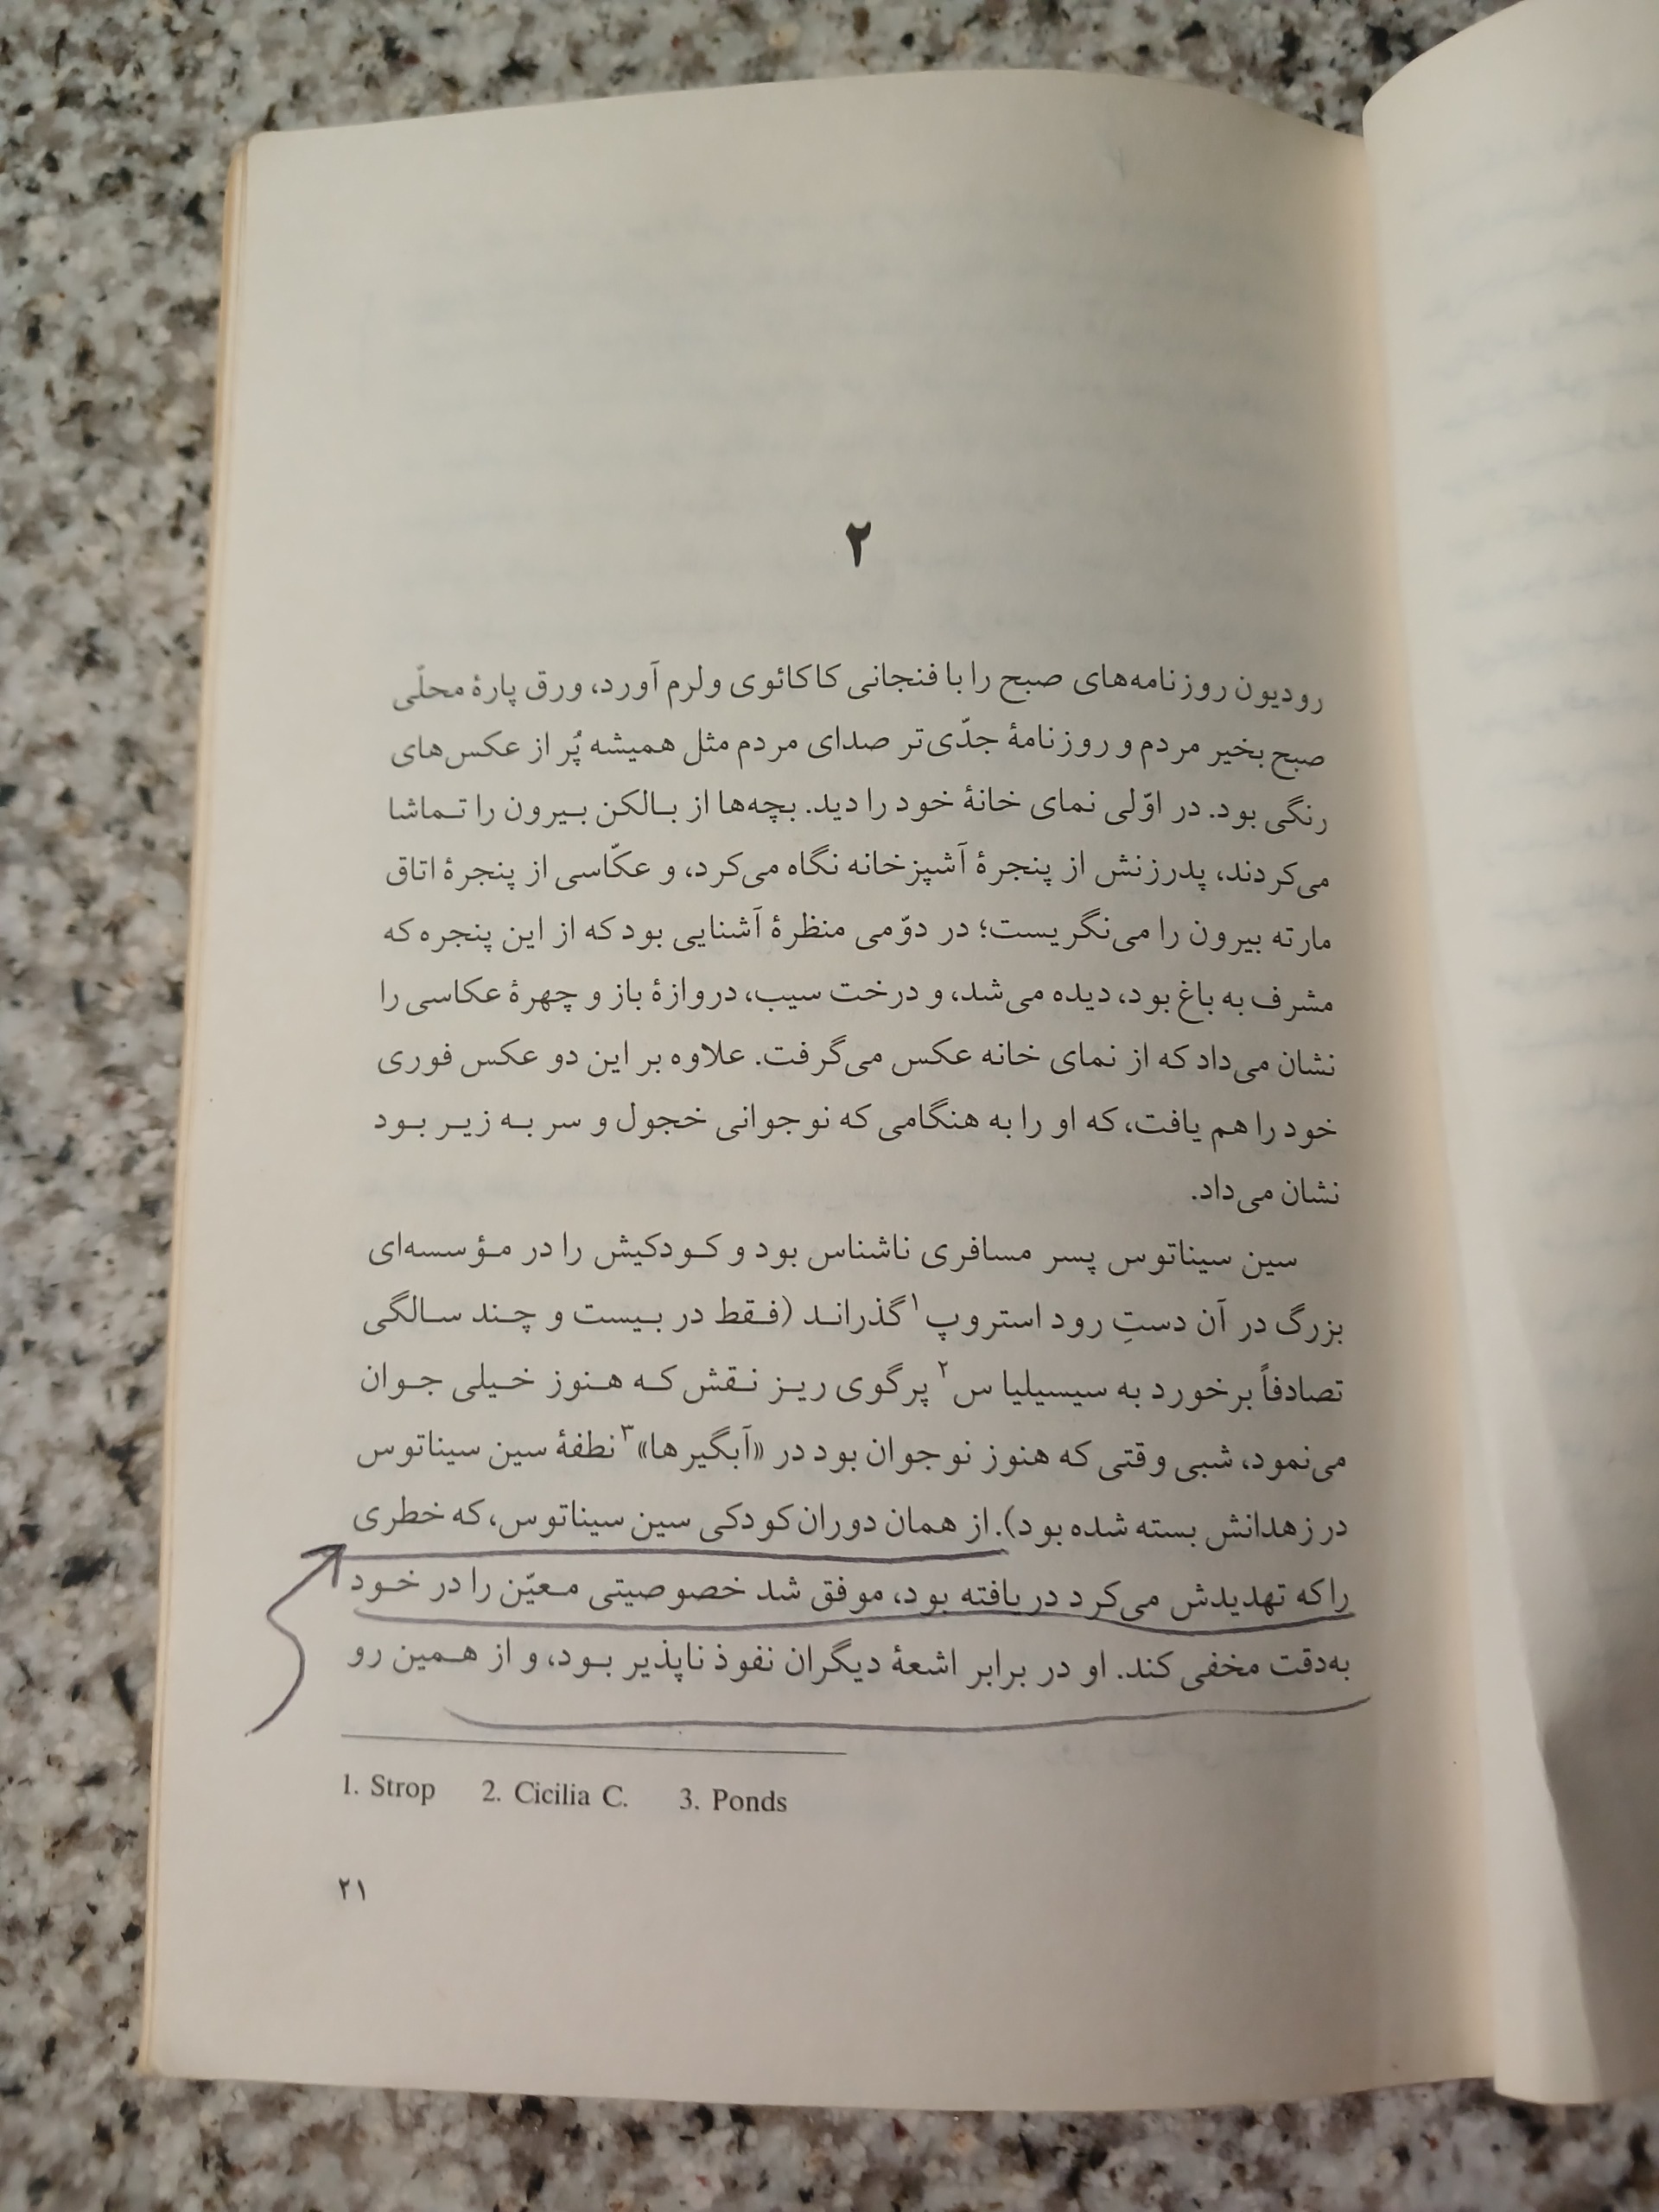 ۲
رودیون روزنامه‌های صبح را با فنجانی کاکائوی ولرم آورد، ورق پارهٔ محلّی
صبح بخیر مردم و روزنامهٔ جدّی‌تر صدای مردم مثل همیشه پُر از عکس‌های
رنگی بود. در اوّلی نمای خانهٔ خود را دید. بچه‌ها از بالکن بیرون را تماشا
می‌کردند، پدرزنش از پنجرهٔ آشپزخانه نگاه می‌کرد، و عکّاسی از پنجرهٔ اتاق
مارته بیرون را می‌نگریست؛ در دوّمی منظرهٔ آشنایی بود که از این پنجره که
مشرف به باغ بود، دیده می‌شد، و درخت سیب، دروازهٔ باز و چهرهٔ عکاسی را
نشان می‌داد که از نمای خانه عکس می‌گرفت. علاوه بر این دو عکس فوری
خود را هم یافت، که او را به هنگامی که نوجوانی خجول و سر به زیر بود
نشان می‌داد.
سین سیناتوس پسر مسافری ناشناس بود و کودکیش را در مؤسسه‌ای
بزرگ در آن دستِ رود استروپ۱ گذراند (فقط در بیست و چند سالگی
تصادفاً برخورد به سیسیلیا س۲ پرگوی ریز نقش که هنوز خیلی جوان
می‌نمود، شبی وقتی که هنوز نوجوان بود در «آبگیرها»۳ نطفهٔ سین سیناتوس
در زهدانش بسته شده بود). از همان دوران کودکی سین سیناتوس، که خطری
را که تهدیدش می‌کرد دریافته بود، موفق شد خصوصیتی معیّن را در خود
به‌دقت مخفی کند. او در برابر اشعهٔ دیگران نفوذ ناپذیر بود، و از همین رو
1. Strop 2. Cicilia C. 3. Ponds
۲۱